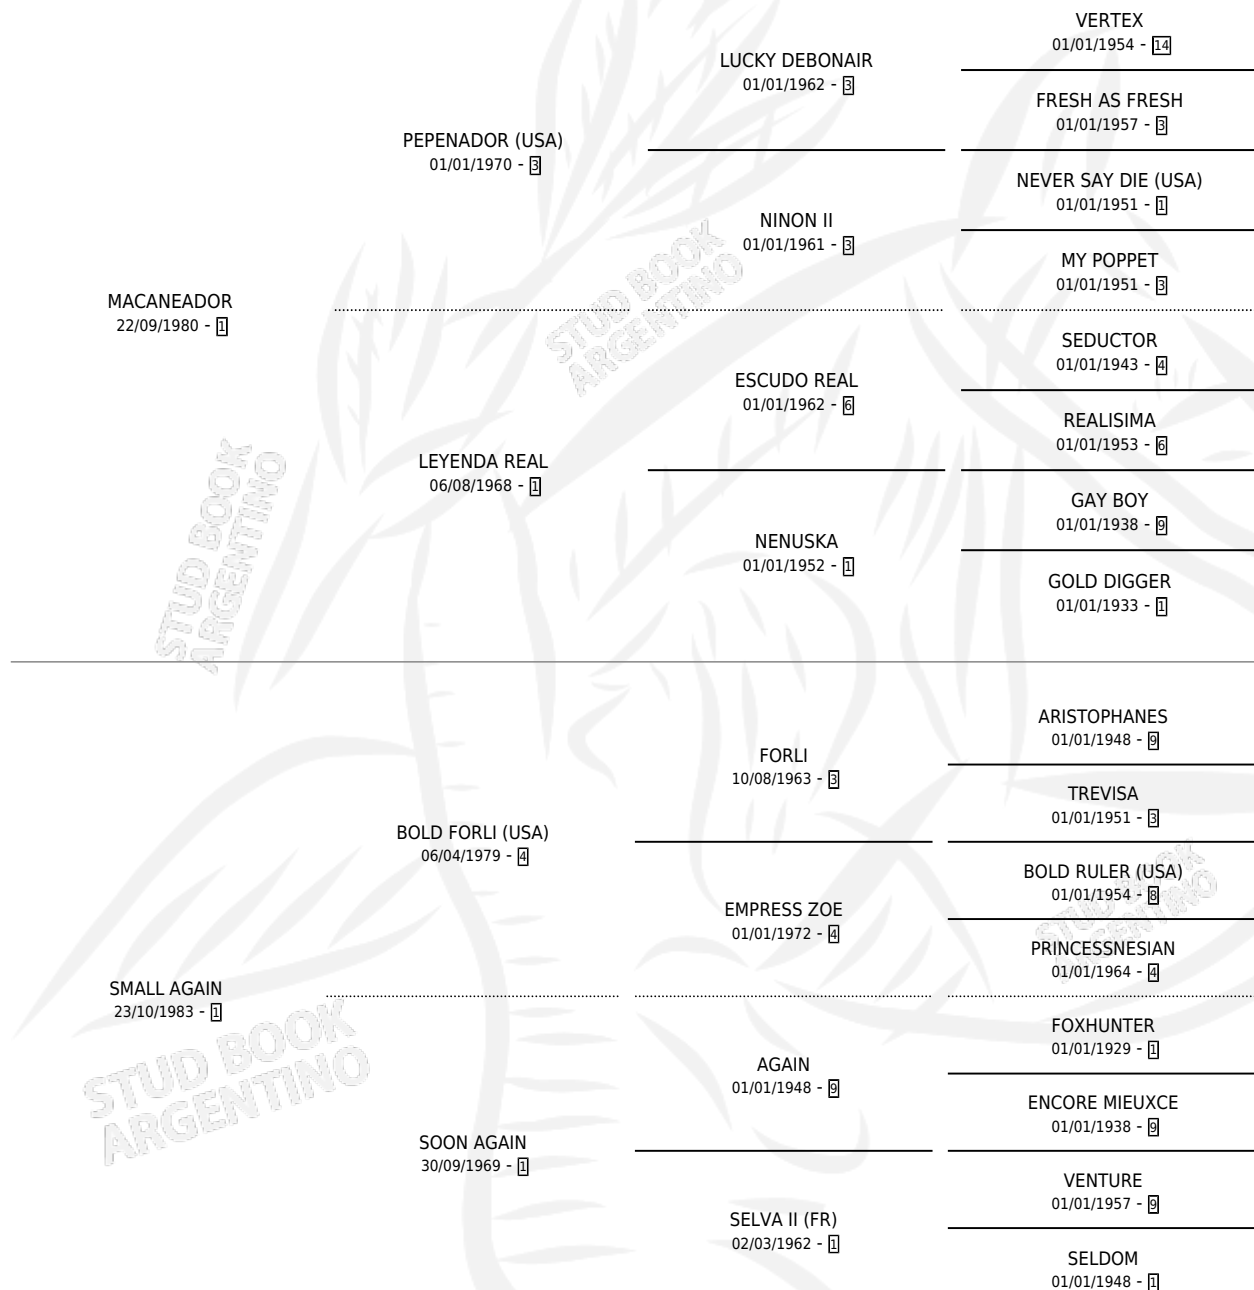 VERTEX
01/01/1954 - 14
LUCKY DEBONAIR
01/01/1962 - 3
FRESH AS FRESH
01/01/1957 - 3
PEPENADOR (USA)
01/01/1970 - 3
NEVER SAY DIE (USA)
01/01/1951 - 1
NINON II
01/01/1961 - 3
MY POPPET
01/01/1951 - 3
MACANEADOR
22/09/1980 - 1
SEDUCTOR
01/01/1943 - 4
ESCUDO REAL
01/01/1962 - 6
REALISIMA
01/01/1953 - 6
LEYENDA REAL
06/08/1968 - 1
GAY BOY
01/01/1938 - 9
NENUSKA
01/01/1952 - 1
GOLD DIGGER
01/01/1933 - 1
ARISTOPHANES
01/01/1948 - 9
FORLI
10/08/1963 - 3
TREVISA
01/01/1951 - 3
BOLD FORLI (USA)
06/04/1979 - 4
BOLD RULER (USA)
01/01/1954 - 8
EMPRESS ZOE
01/01/1972 - 4
PRINCESSNESIAN
01/01/1964 - 4
SMALL AGAIN
23/10/1983 - 1
FOXHUNTER
01/01/1929 - 1
AGAIN
01/01/1948 - 9
ENCORE MIEUXCE
01/01/1938 - 9
SOON AGAIN
30/09/1969 - 1
VENTURE
01/01/1957 - 9
SELVA II (FR)
02/03/1962 - 1
SELDOM
01/01/1948 - 1
STUD BOOK
ARGENTINO
STUD BOOK
ARGENTINO
STUD BOOK
ARGENTINO
STUD BOOK
ARGENTINO